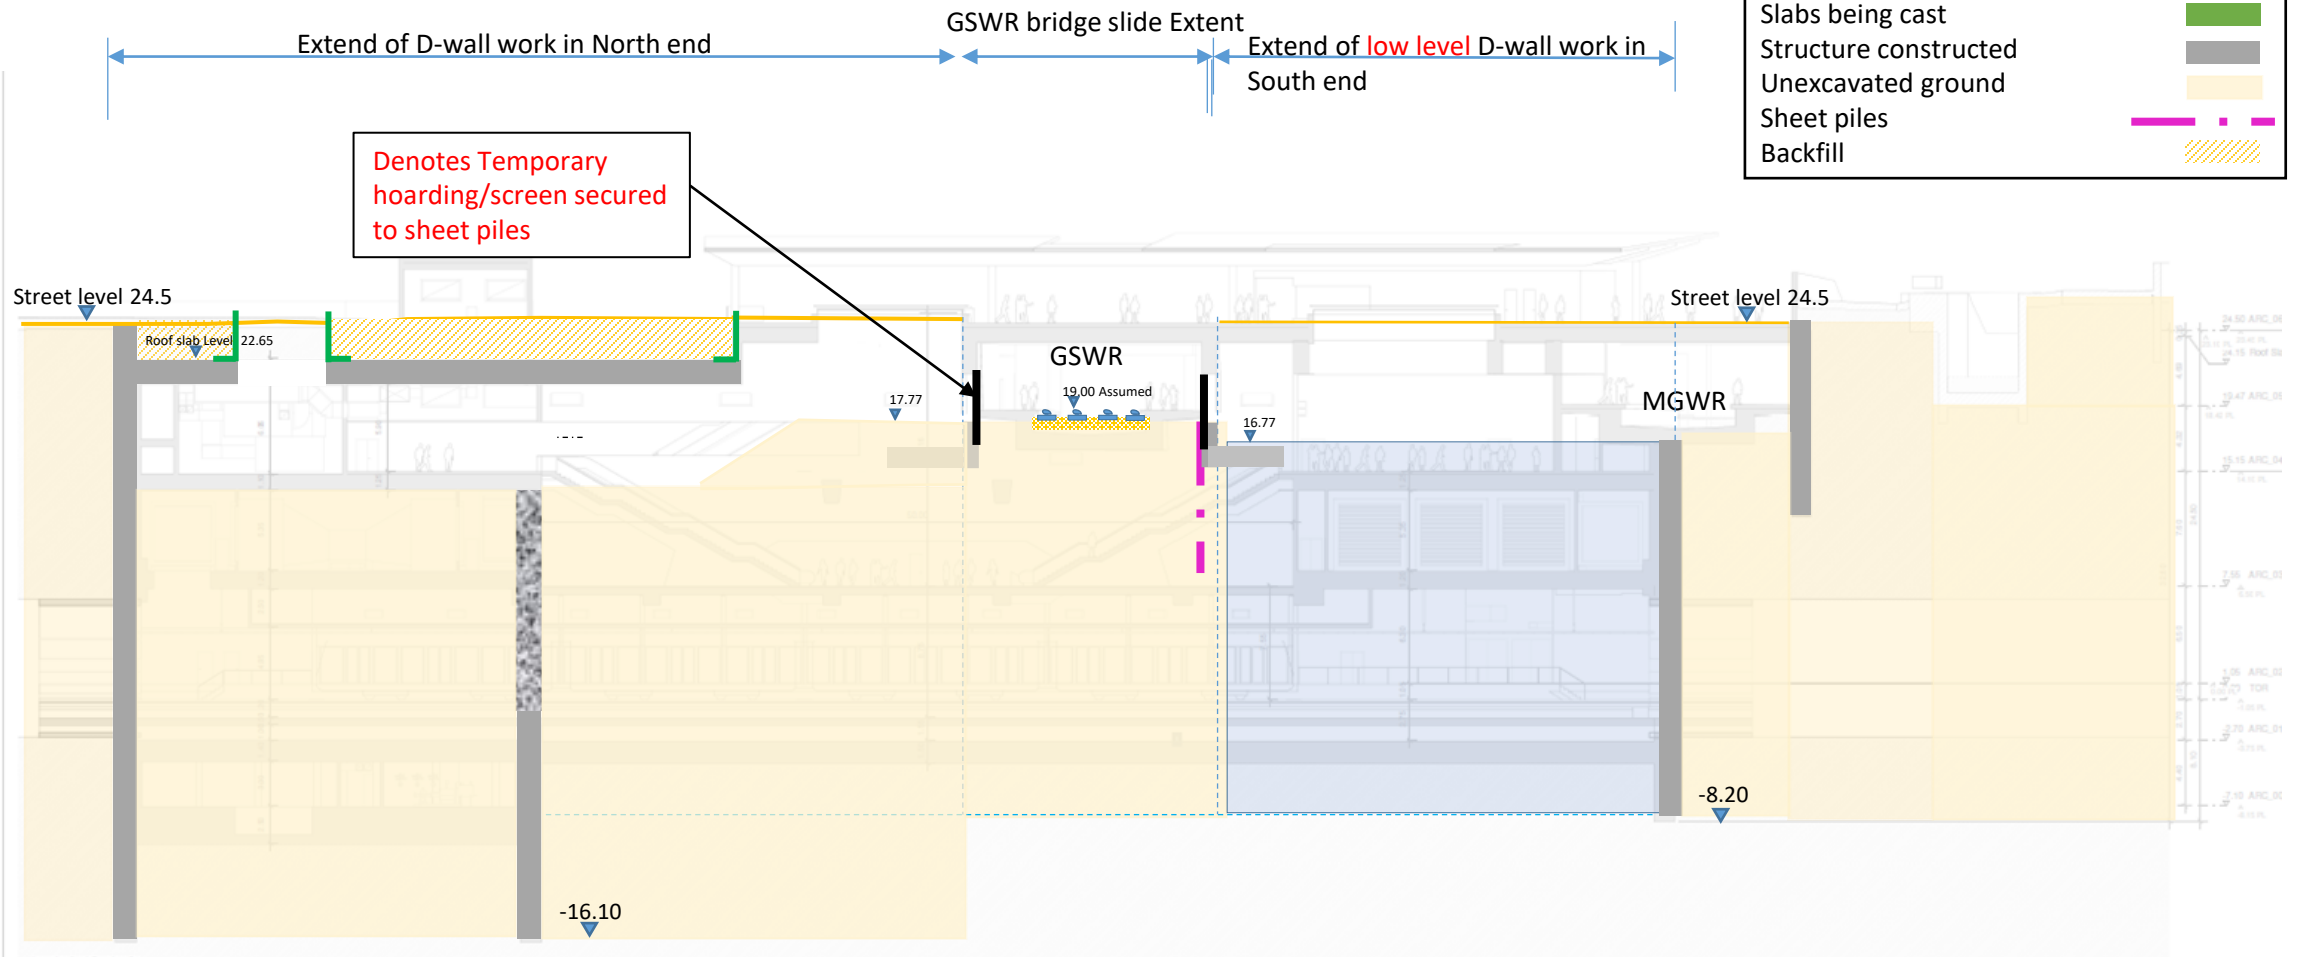 GSWR bridge slide Extent
Extend of D-wall work in North end
Extend of low level D-wall work in
South end
Slabs being cast
Structure constructed
Unexcavated ground
Sheet piles
Backfill
Denotes Temporary
hoarding/screen secured
to sheet piles
Street level 24.5
Street level 24.5
Roof slab Level 22.65
GSWR
19,00 Assumed
17.77
16.77
MGWR
-8.20
-16.10